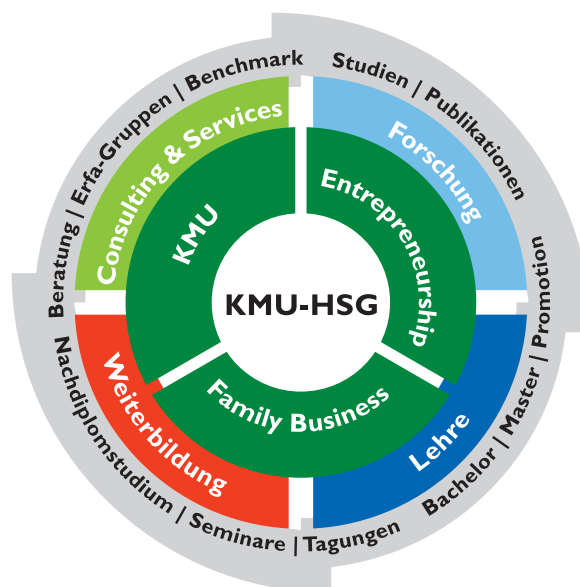 Beratung | Erfa-Gruppen | Benchmark
Studien | Publikationen
Consulting & Services
Forschung
KMU
Entrepreneurship
KMU-HSG
Family Business
Weiterbildung
Lehre
Nachdiplomstudium | Seminare | Tagungen
Bachelor | Master | Promotion